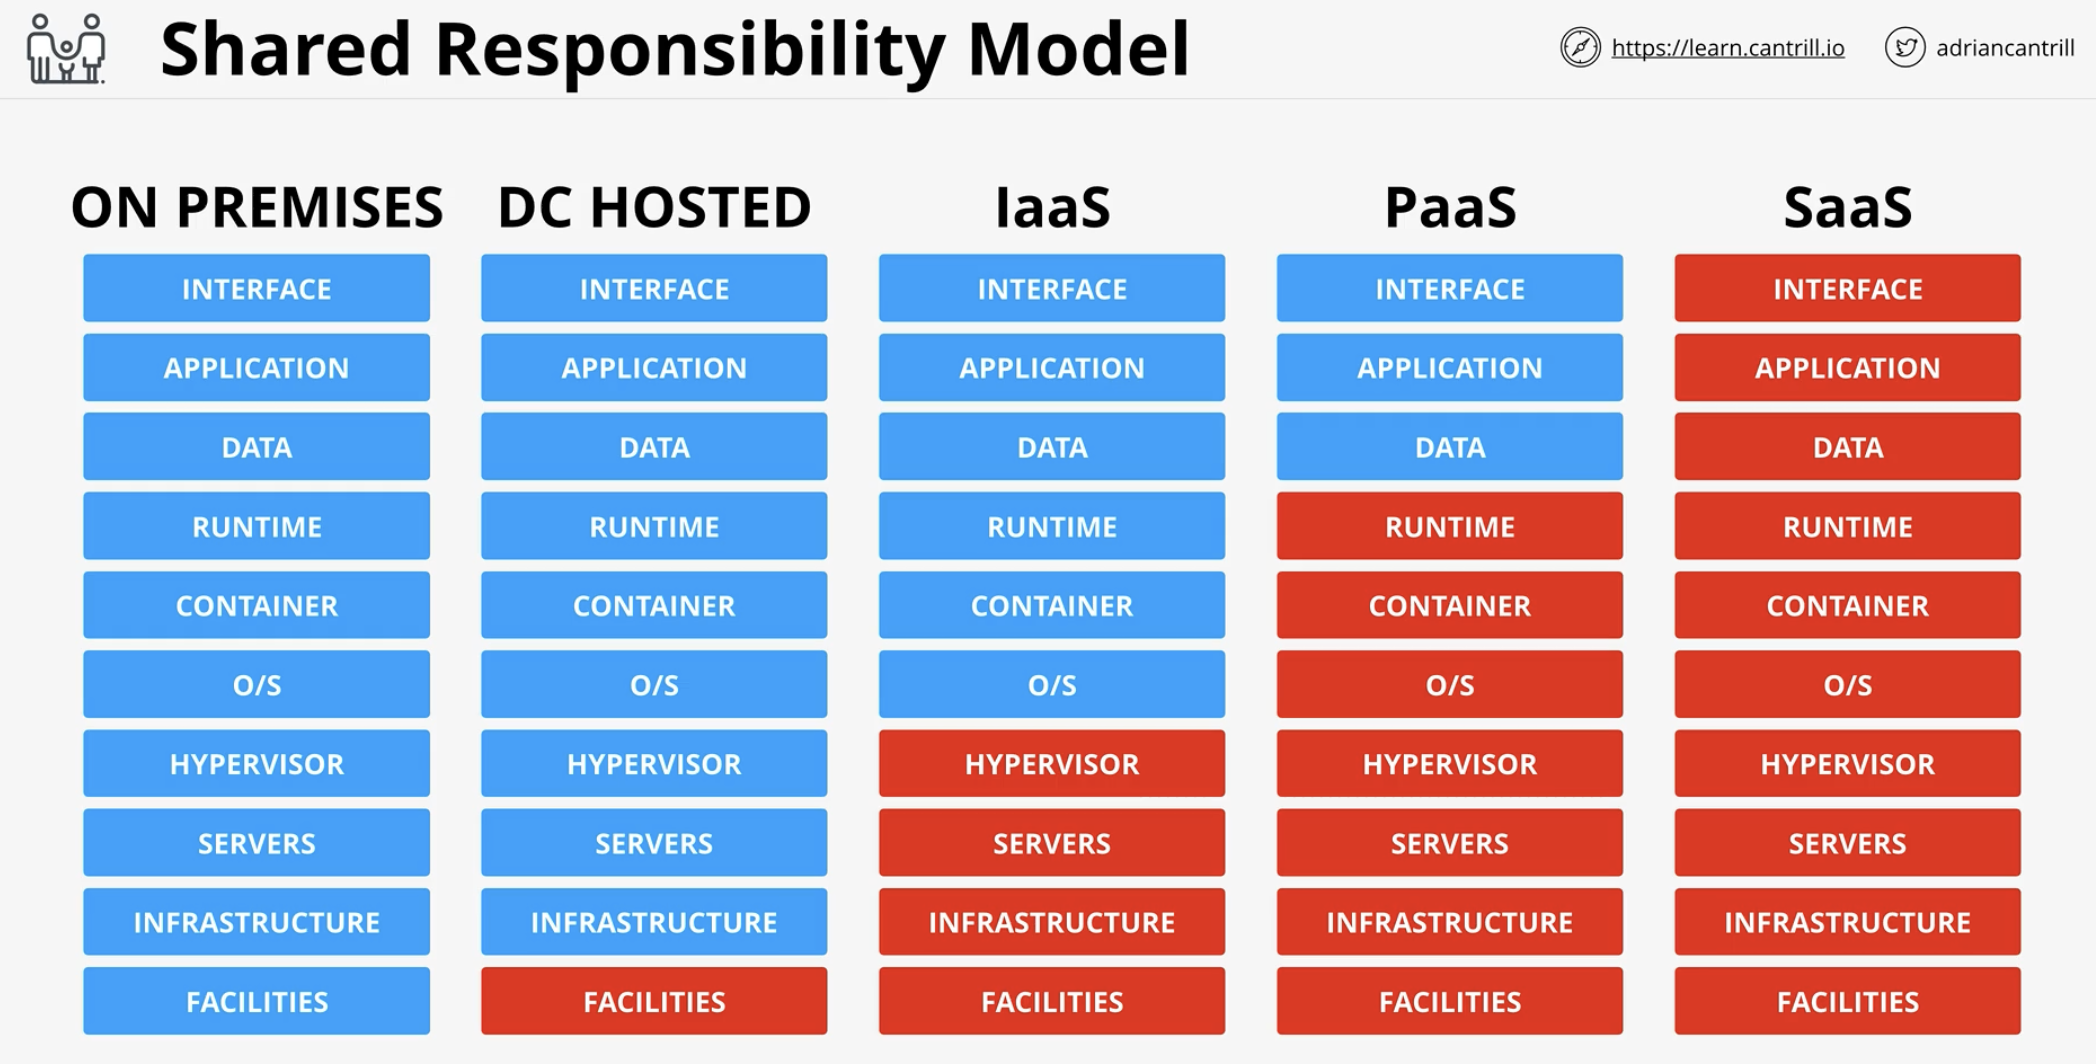 Shared Responsibility Model
https://learn.cantrill.io
adriancantrill
ON PREMISES
INTERFACE
APPLICATION
DATA
RUNTIME
CONTAINER
O/S
HYPERVISOR
SERVERS
INFRASTRUCTURE
FACILITIES
DC HOSTED
INTERFACE
APPLICATION
DATA
RUNTIME
CONTAINER
O/S
HYPERVISOR
SERVERS
INFRASTRUCTURE
FACILITIES
IaaS
INTERFACE
APPLICATION
DATA
RUNTIME
CONTAINER
O/S
HYPERVISOR
SERVERS
INFRASTRUCTURE
FACILITIES
PaaS
INTERFACE
APPLICATION
DATA
RUNTIME
CONTAINER
O/S
HYPERVISOR
SERVERS
INFRASTRUCTURE
FACILITIES
SaaS
INTERFACE
APPLICATION
DATA
RUNTIME
CONTAINER
O/S
HYPERVISOR
SERVERS
INFRASTRUCTURE
FACILITIES